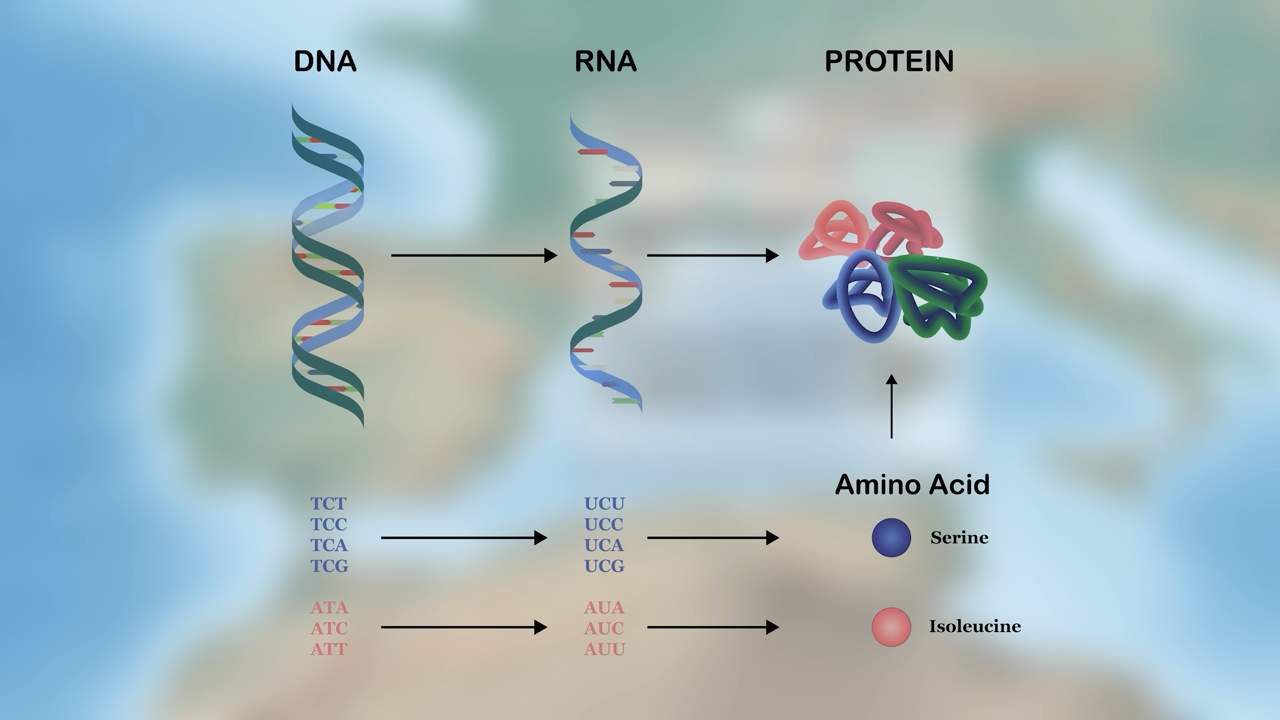 DNA
RNA
PROTEIN
Amino Acid
TCT
TCC
TCA
TCG
UCU
UCC
UCA
UCG
Serine
ATA
ATC
ATT
AUA
AUC
AUU
Isoleucine